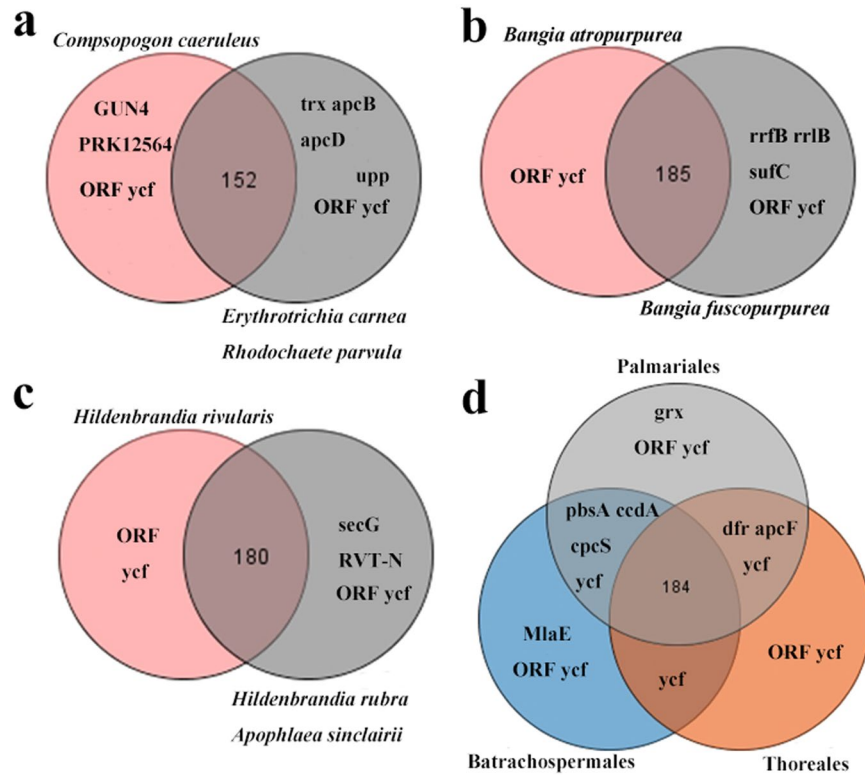 a
Compsopogon caeruleus
GUN4
PRK12564
ORF ycf
152
trx apcB
apcD
upp
ORF ycf
Erythrotrichia carnea
Rhodochaete parvula
b
Bangia atropurpurea
ORF ycf
185
rrfB rrlB
sufC
ORF ycf
Bangia fuscopurpurea
c
Hildenbrandia rivularis
ORF
ycf
180
secG
RVT-N
ORF ycf
Hildenbrandia rubra
Apophlaea sinclairii
d
Palmariales
grx
ORF ycf
pbsA ccdA
cpcS
ycf
dfr apcF
ycf
184
MlaE
ORF ycf
ycf
ORF ycf
Batrachospermales
Thoreales